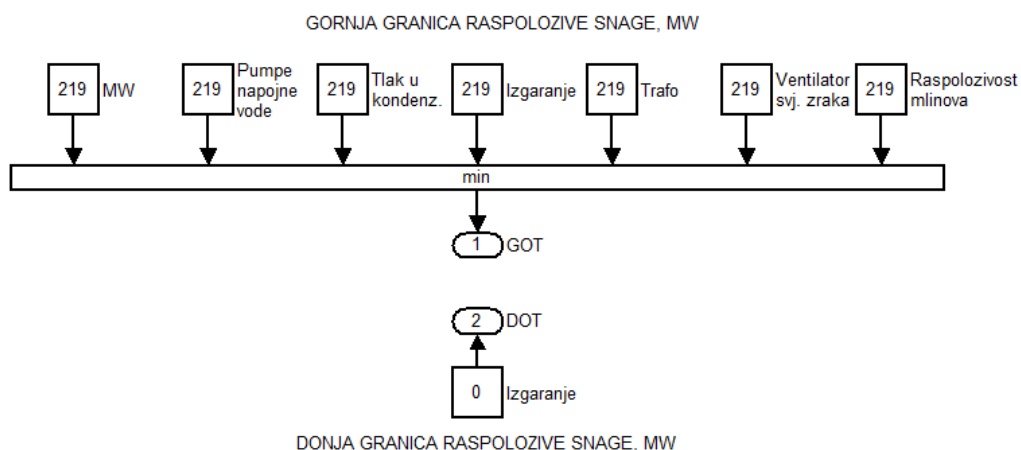 GORNJA GRANICA RASPOLOZIVE SNAGE, MW
219 MW
219 Pumpe
napojne
vode
219 Tlak u
kondenz.
219 Izgaranje
219 Trafo
219 Ventilator
svj. zraka
219 Raspolozivost
mlinova
min
1 GOT
2 DOT
0 Izgaranje
DONJA GRANICA RASPOLOZIVE SNAGE, MW